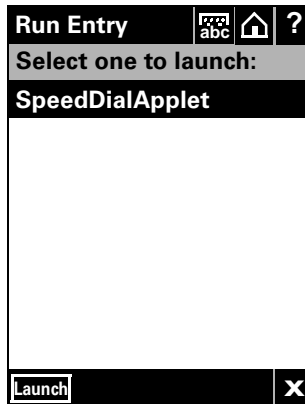 Run Entry abc ?
Select one to launch:
SpeedDialApplet
Launch x